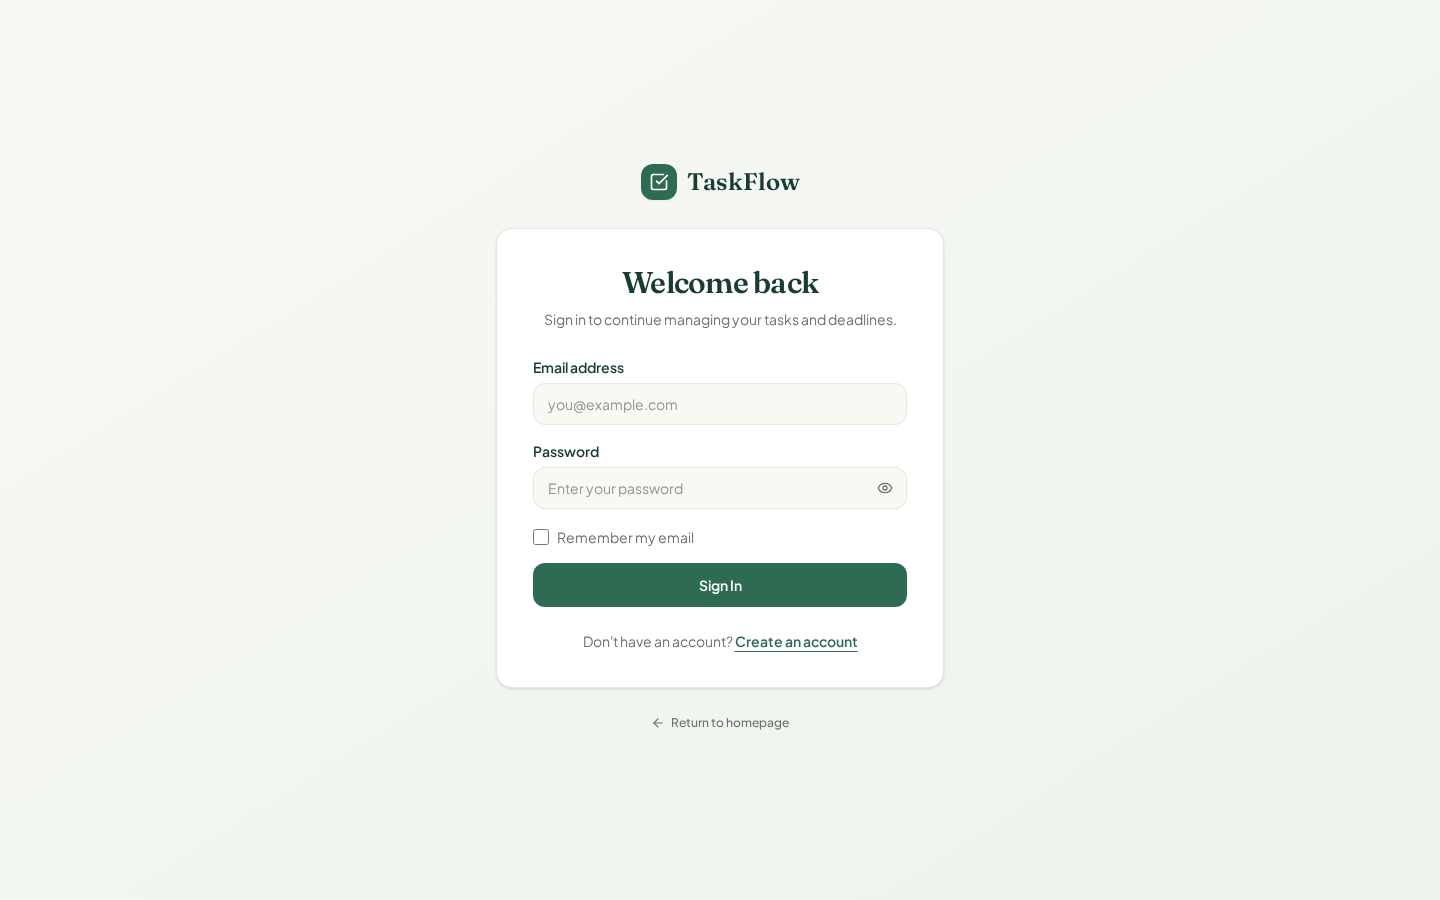 TaskFlow
Welcome back
Sign in to continue managing your tasks and deadlines.
Email address
you@example.com
Password
Enter your password
Remember my email
Sign In
Don't have an account? Create an account
Return to homepage